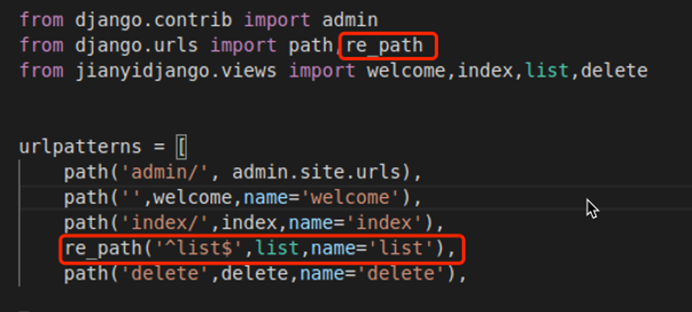 from django.contrib import admin
from django.urls import path,re_path
from jianyidjango.views import welcome,index,list,delete
urlpatterns = [
    path('admin/', admin.site.urls),
    path('',welcome,name='welcome'),
    path('index/',index,name='index'),
    re_path('^list$',list,name='list'),
    path('delete',delete,name='delete'),